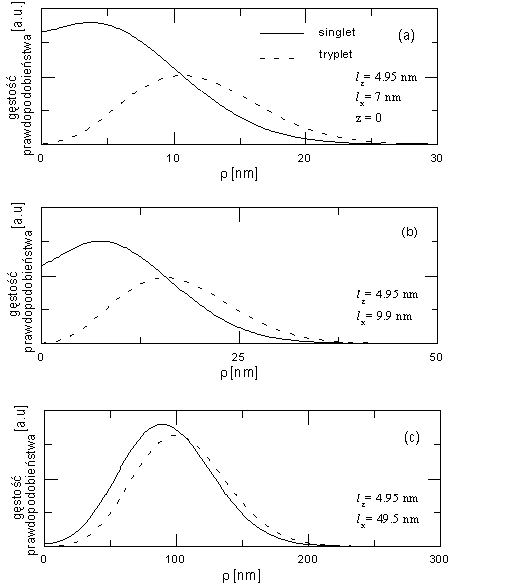 gęstość
prawdopodobieństwa [a.u.]
singlet
tryplet
(a)
l_z = 4.95 nm
l_x = 7 nm
z = 0
0 10 20 30
ρ [nm]
gęstość
prawdopodobieństwa [a.u]
(b)
l_z = 4.95 nm
l_x = 9.9 nm
0 25 50
ρ [nm]
gęstość
prawdopodobieństwa [a.u]
(c)
l_z = 4.95 nm
l_x = 49.5 nm
0 100 200 300
ρ [nm]